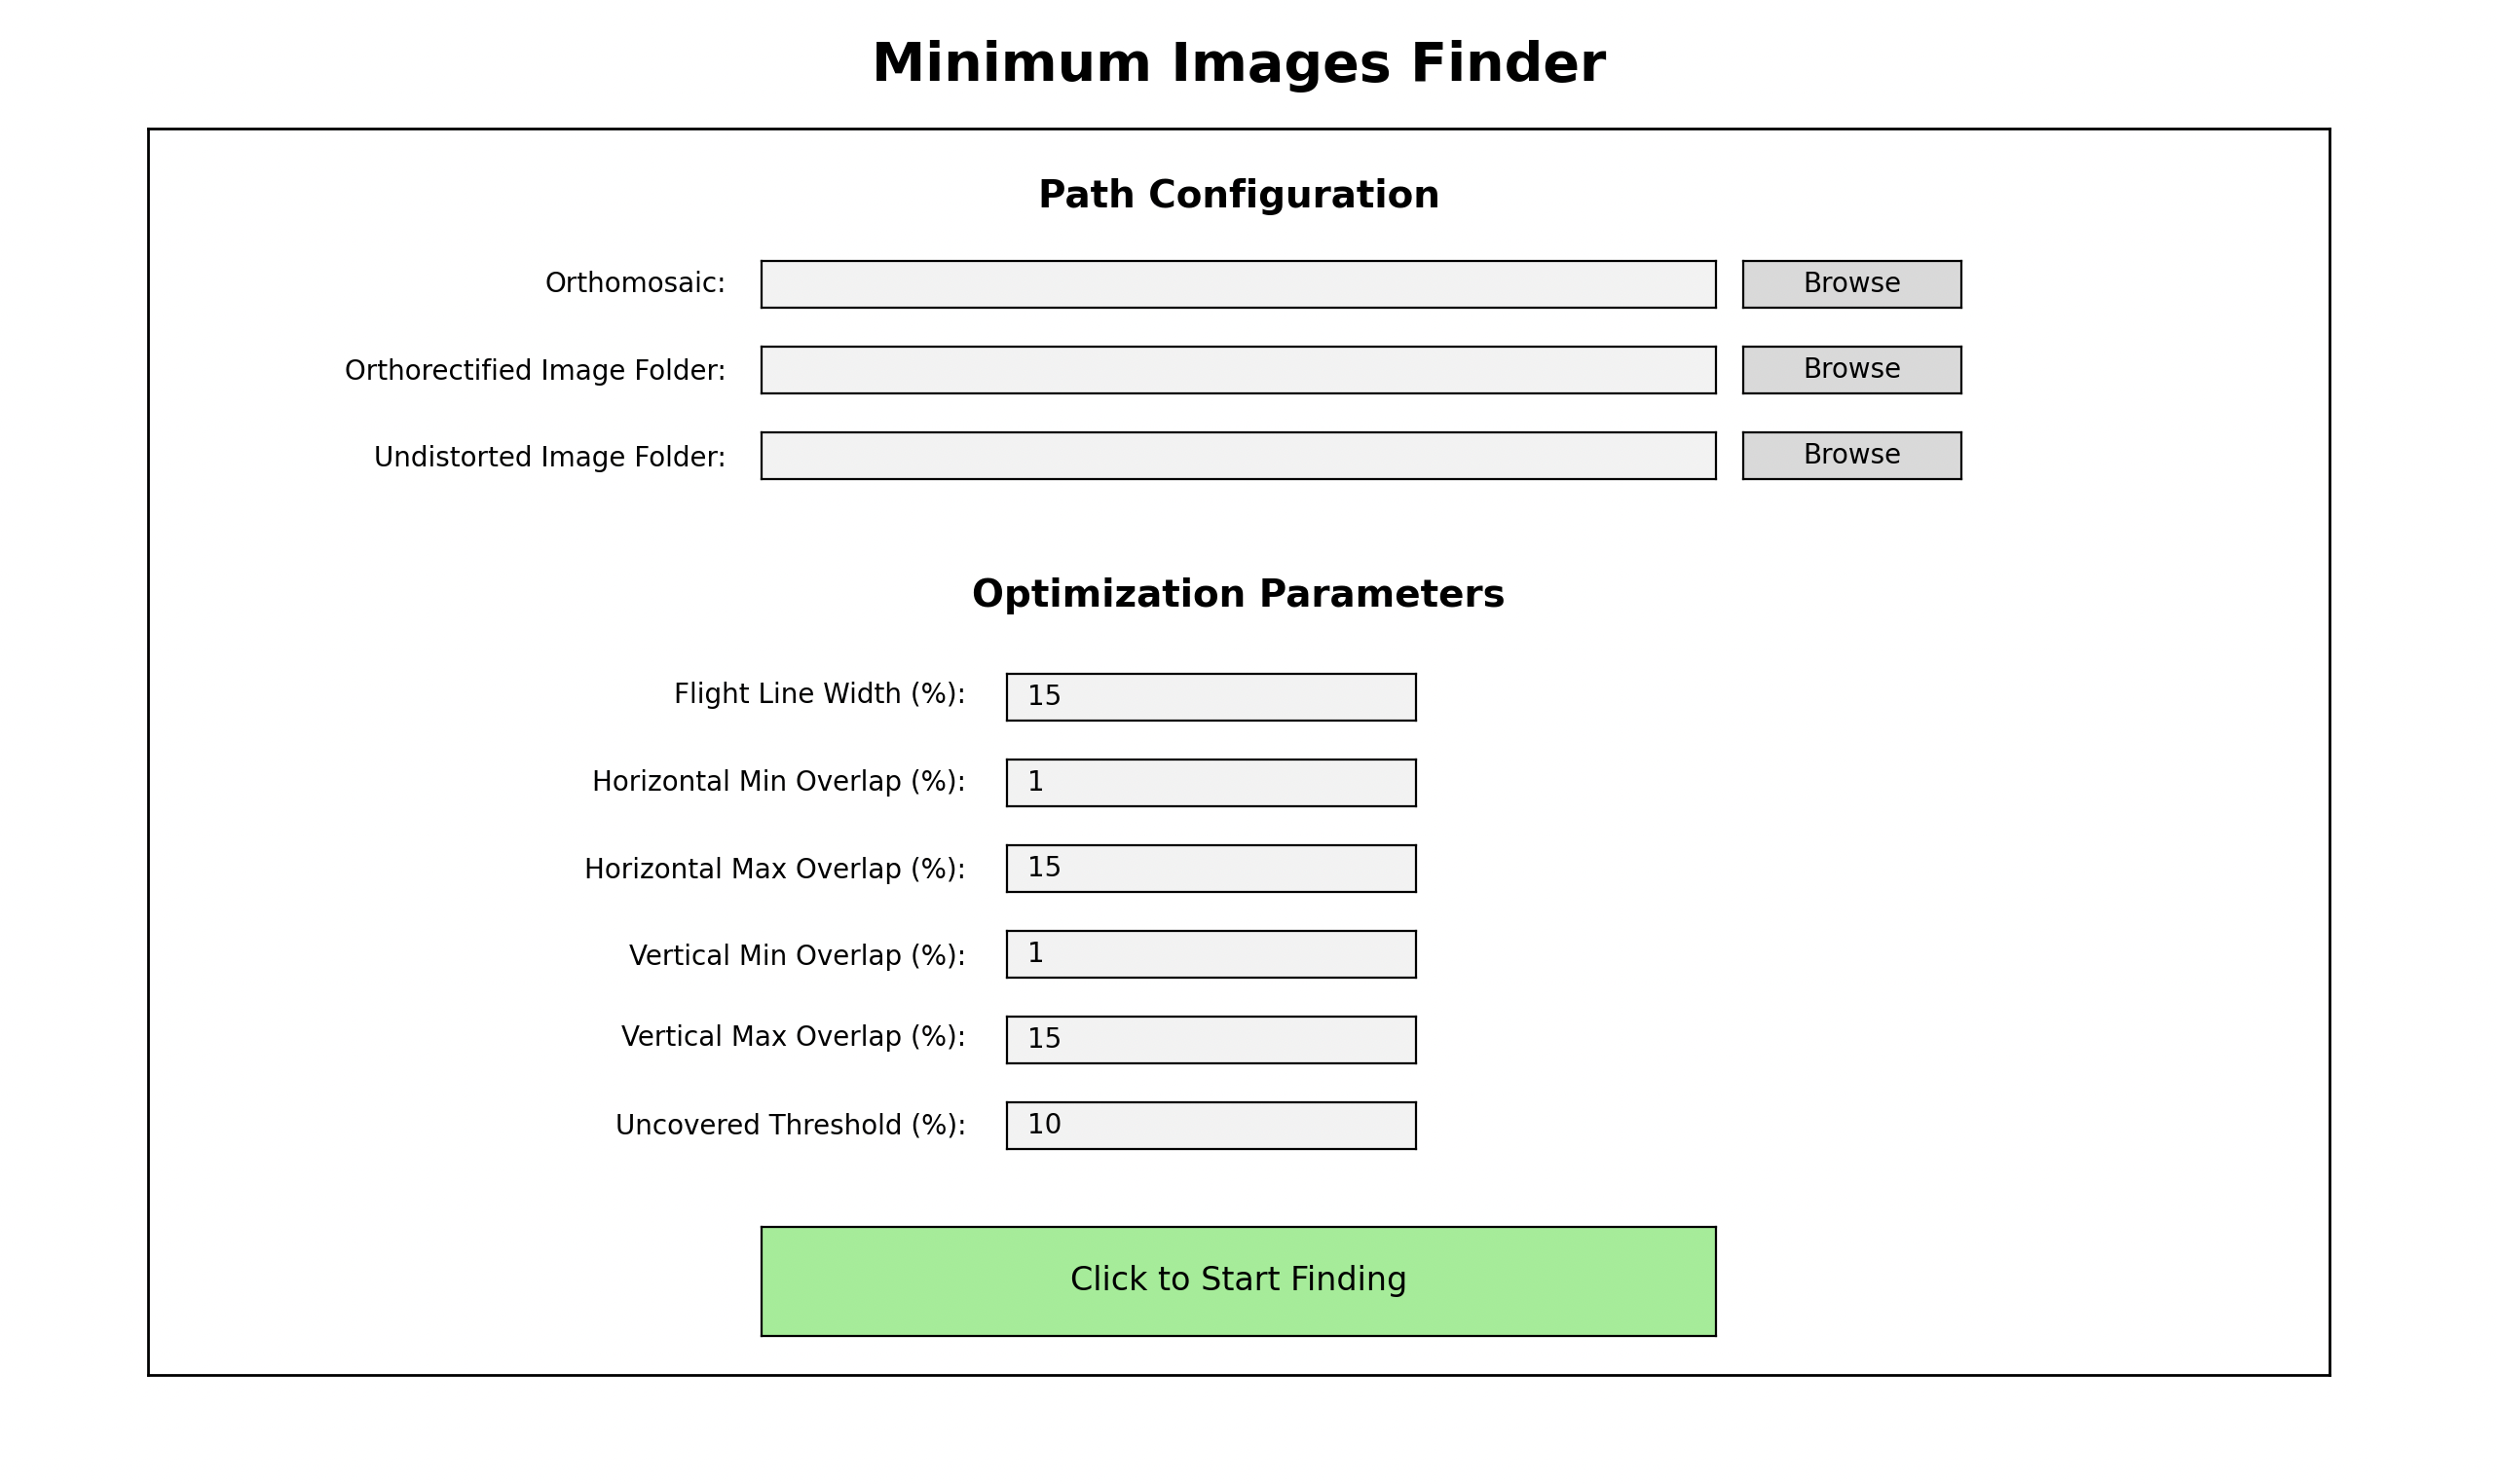 Minimum Images Finder
Path Configuration
Orthomosaic: Browse
Orthorectified Image Folder: Browse
Undistorted Image Folder: Browse
Optimization Parameters
Flight Line Width (%): 15
Horizontal Min Overlap (%): 1
Horizontal Max Overlap (%): 15
Vertical Min Overlap (%): 1
Vertical Max Overlap (%): 15
Uncovered Threshold (%): 10
Click to Start Finding